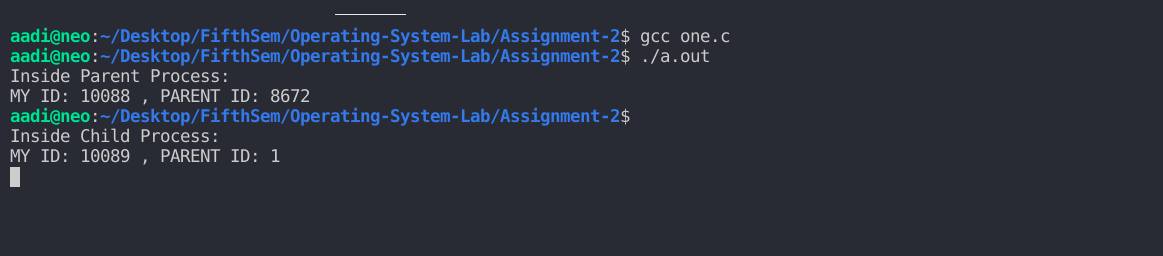 aadi@neo:~/Desktop/FifthSem/Operating-System-Lab/Assignment-2$ gcc one.c
aadi@neo:~/Desktop/FifthSem/Operating-System-Lab/Assignment-2$ ./a.out
Inside Parent Process:
MY ID: 10088 , PARENT ID: 8672
aadi@neo:~/Desktop/FifthSem/Operating-System-Lab/Assignment-2$
Inside Child Process:
MY ID: 10089 , PARENT ID: 1